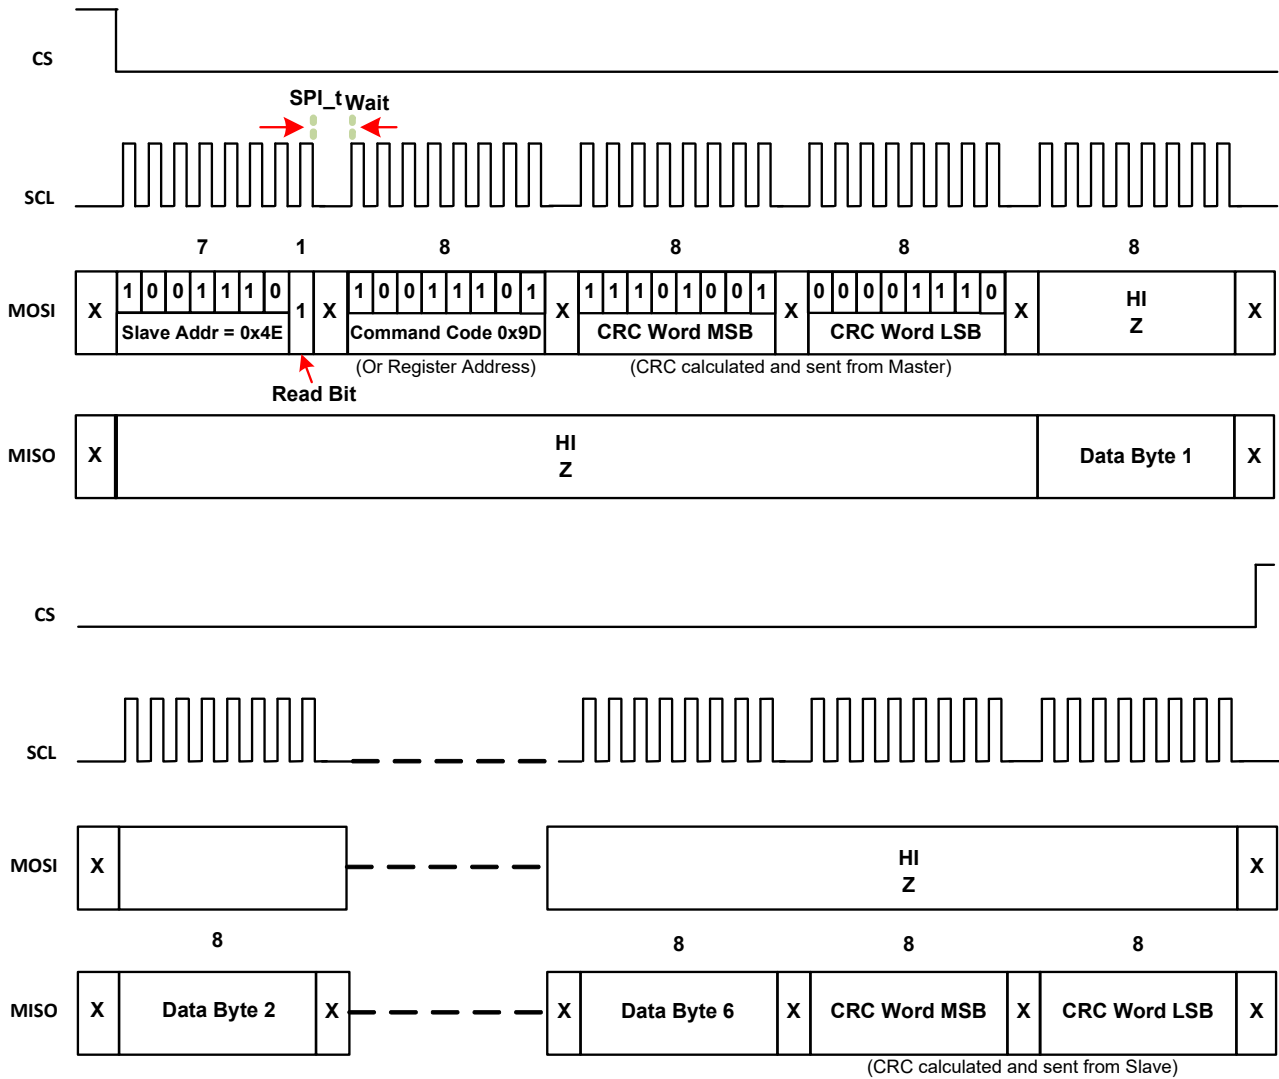 CS
SPI_t Wait
SCL
7 1 8 8 8 8
MOSI X 1 0 0 1 1 1 0 1 X 1 0 0 1 1 1 0 1 X 1 1 1 0 1 0 0 1 X 0 0 0 0 1 1 1 0 X HI X
Slave Addr = 0x4E Command Code 0x9D CRC Word MSB CRC Word LSB Z
(Or Register Address) (CRC calculated and sent from Master)
Read Bit
MISO X HI Data Byte 1 X
Z
CS
SCL
MOSI X HI X
Z
8 8 8 8
MISO X Data Byte 2 X X Data Byte 6 X CRC Word MSB X CRC Word LSB X
(CRC calculated and sent from Slave)